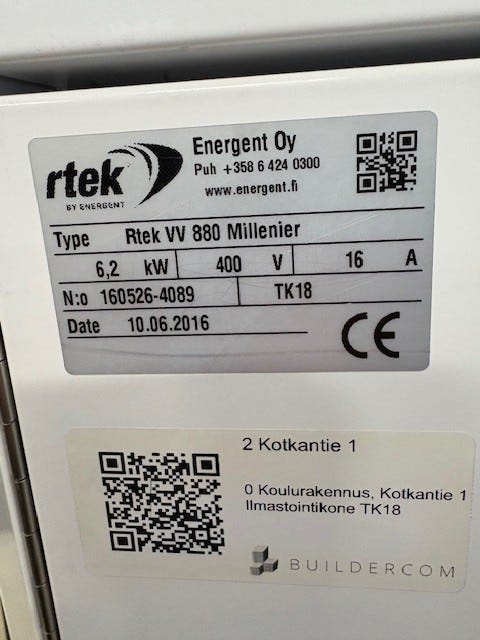 rtek
BY ENERGENT
Energent Oy
Puh +358 6 424 0300
www.energent.fi
Type Rtek VV 880 Millenier
6,2 kW 400 V 16 A
N:o 160526-4089 TK18
Date 10.06.2016
CE
2 Kotkantie 1
0 Koulurakennus, Kotkantie 1
Ilmastointikone TK18
BUILDERCOM